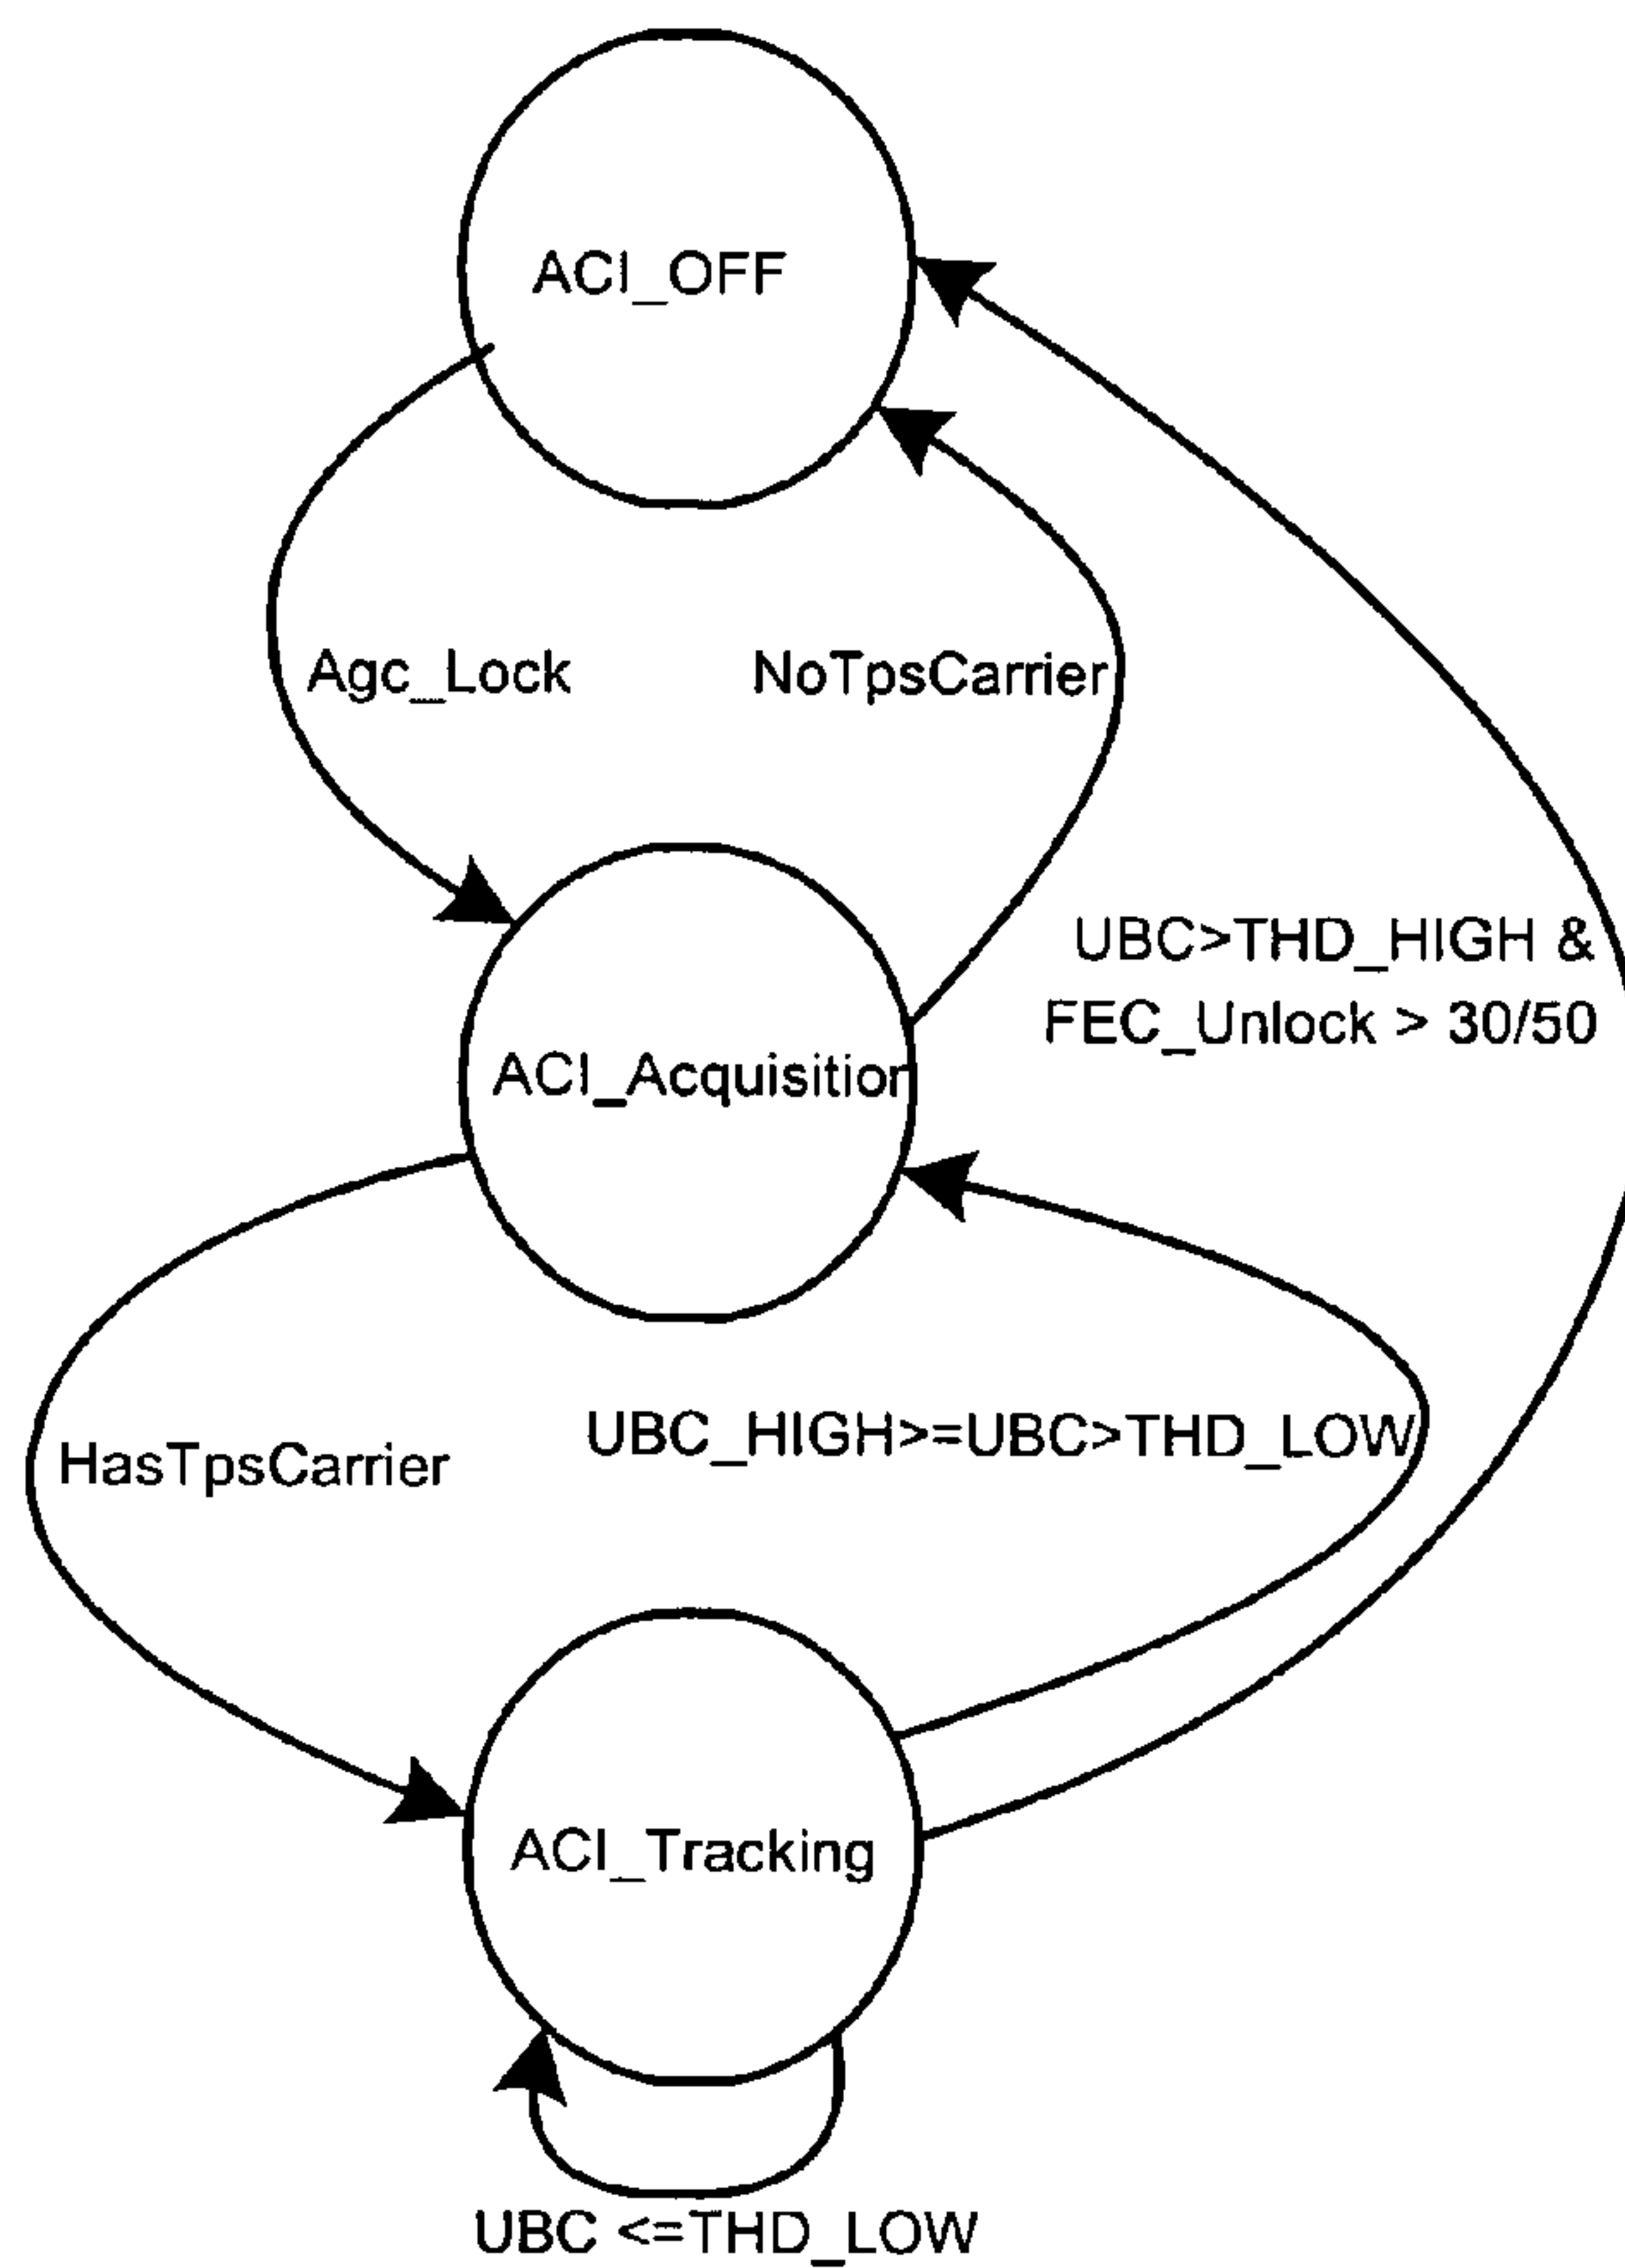 ACI_OFF
Agc_Lock
NoTpsCarrier
UBC>THD_HIGH &
FEC_Unlock > 30/50
ACI_Acquisition
UBC_HIGH>=UBC>THD_LOW
HasTpsCarrier
ACI_Tracking
UBC <=THD_LOW